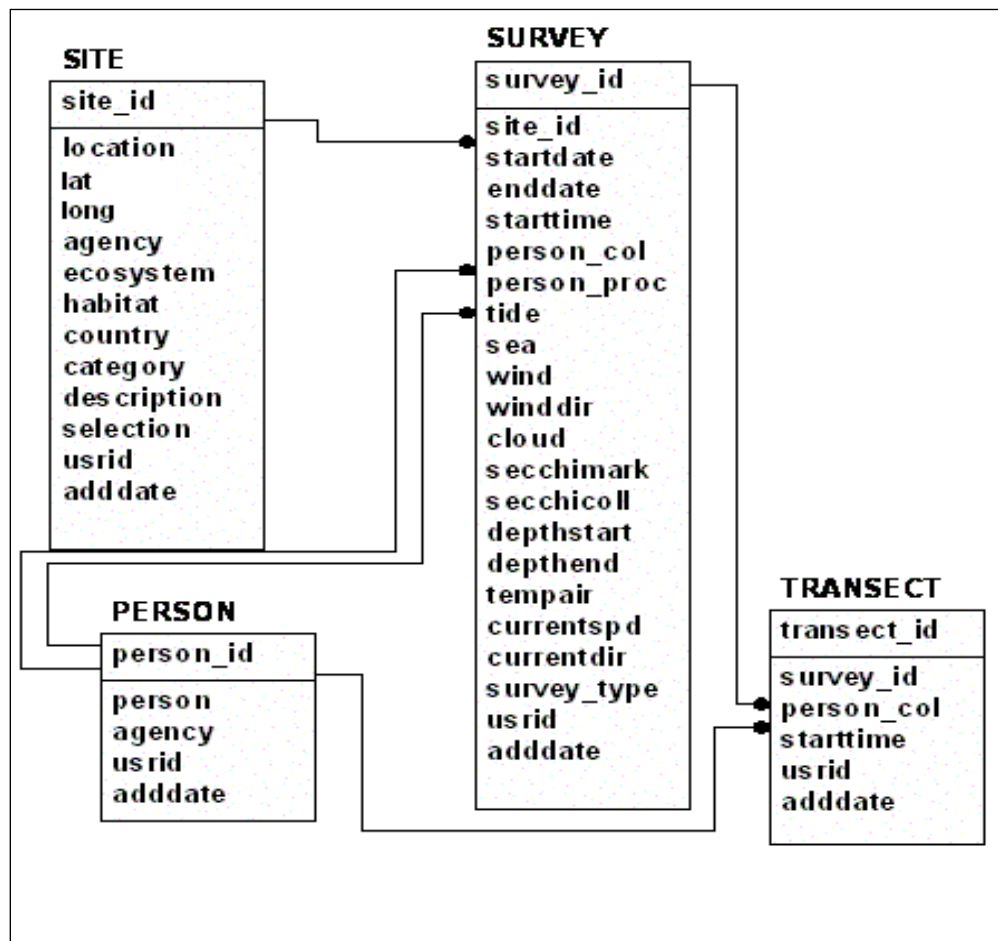 SITE
site_id
location
lat
long
agency
ecosystem
habitat
country
category
description
selection
usrid
adddate
SURVEY
survey_id
site_id
startdate
enddate
starttime
person_col
person_proc
tide
sea
wind
winddir
cloud
secchimark
secchicoll
depthstart
depthend
tempair
currentspd
currentdir
survey_type
usrid
adddate
PERSON
person_id
person
agency
usrid
adddate
TRANSECT
transect_id
survey_id
person_col
starttime
usrid
adddate